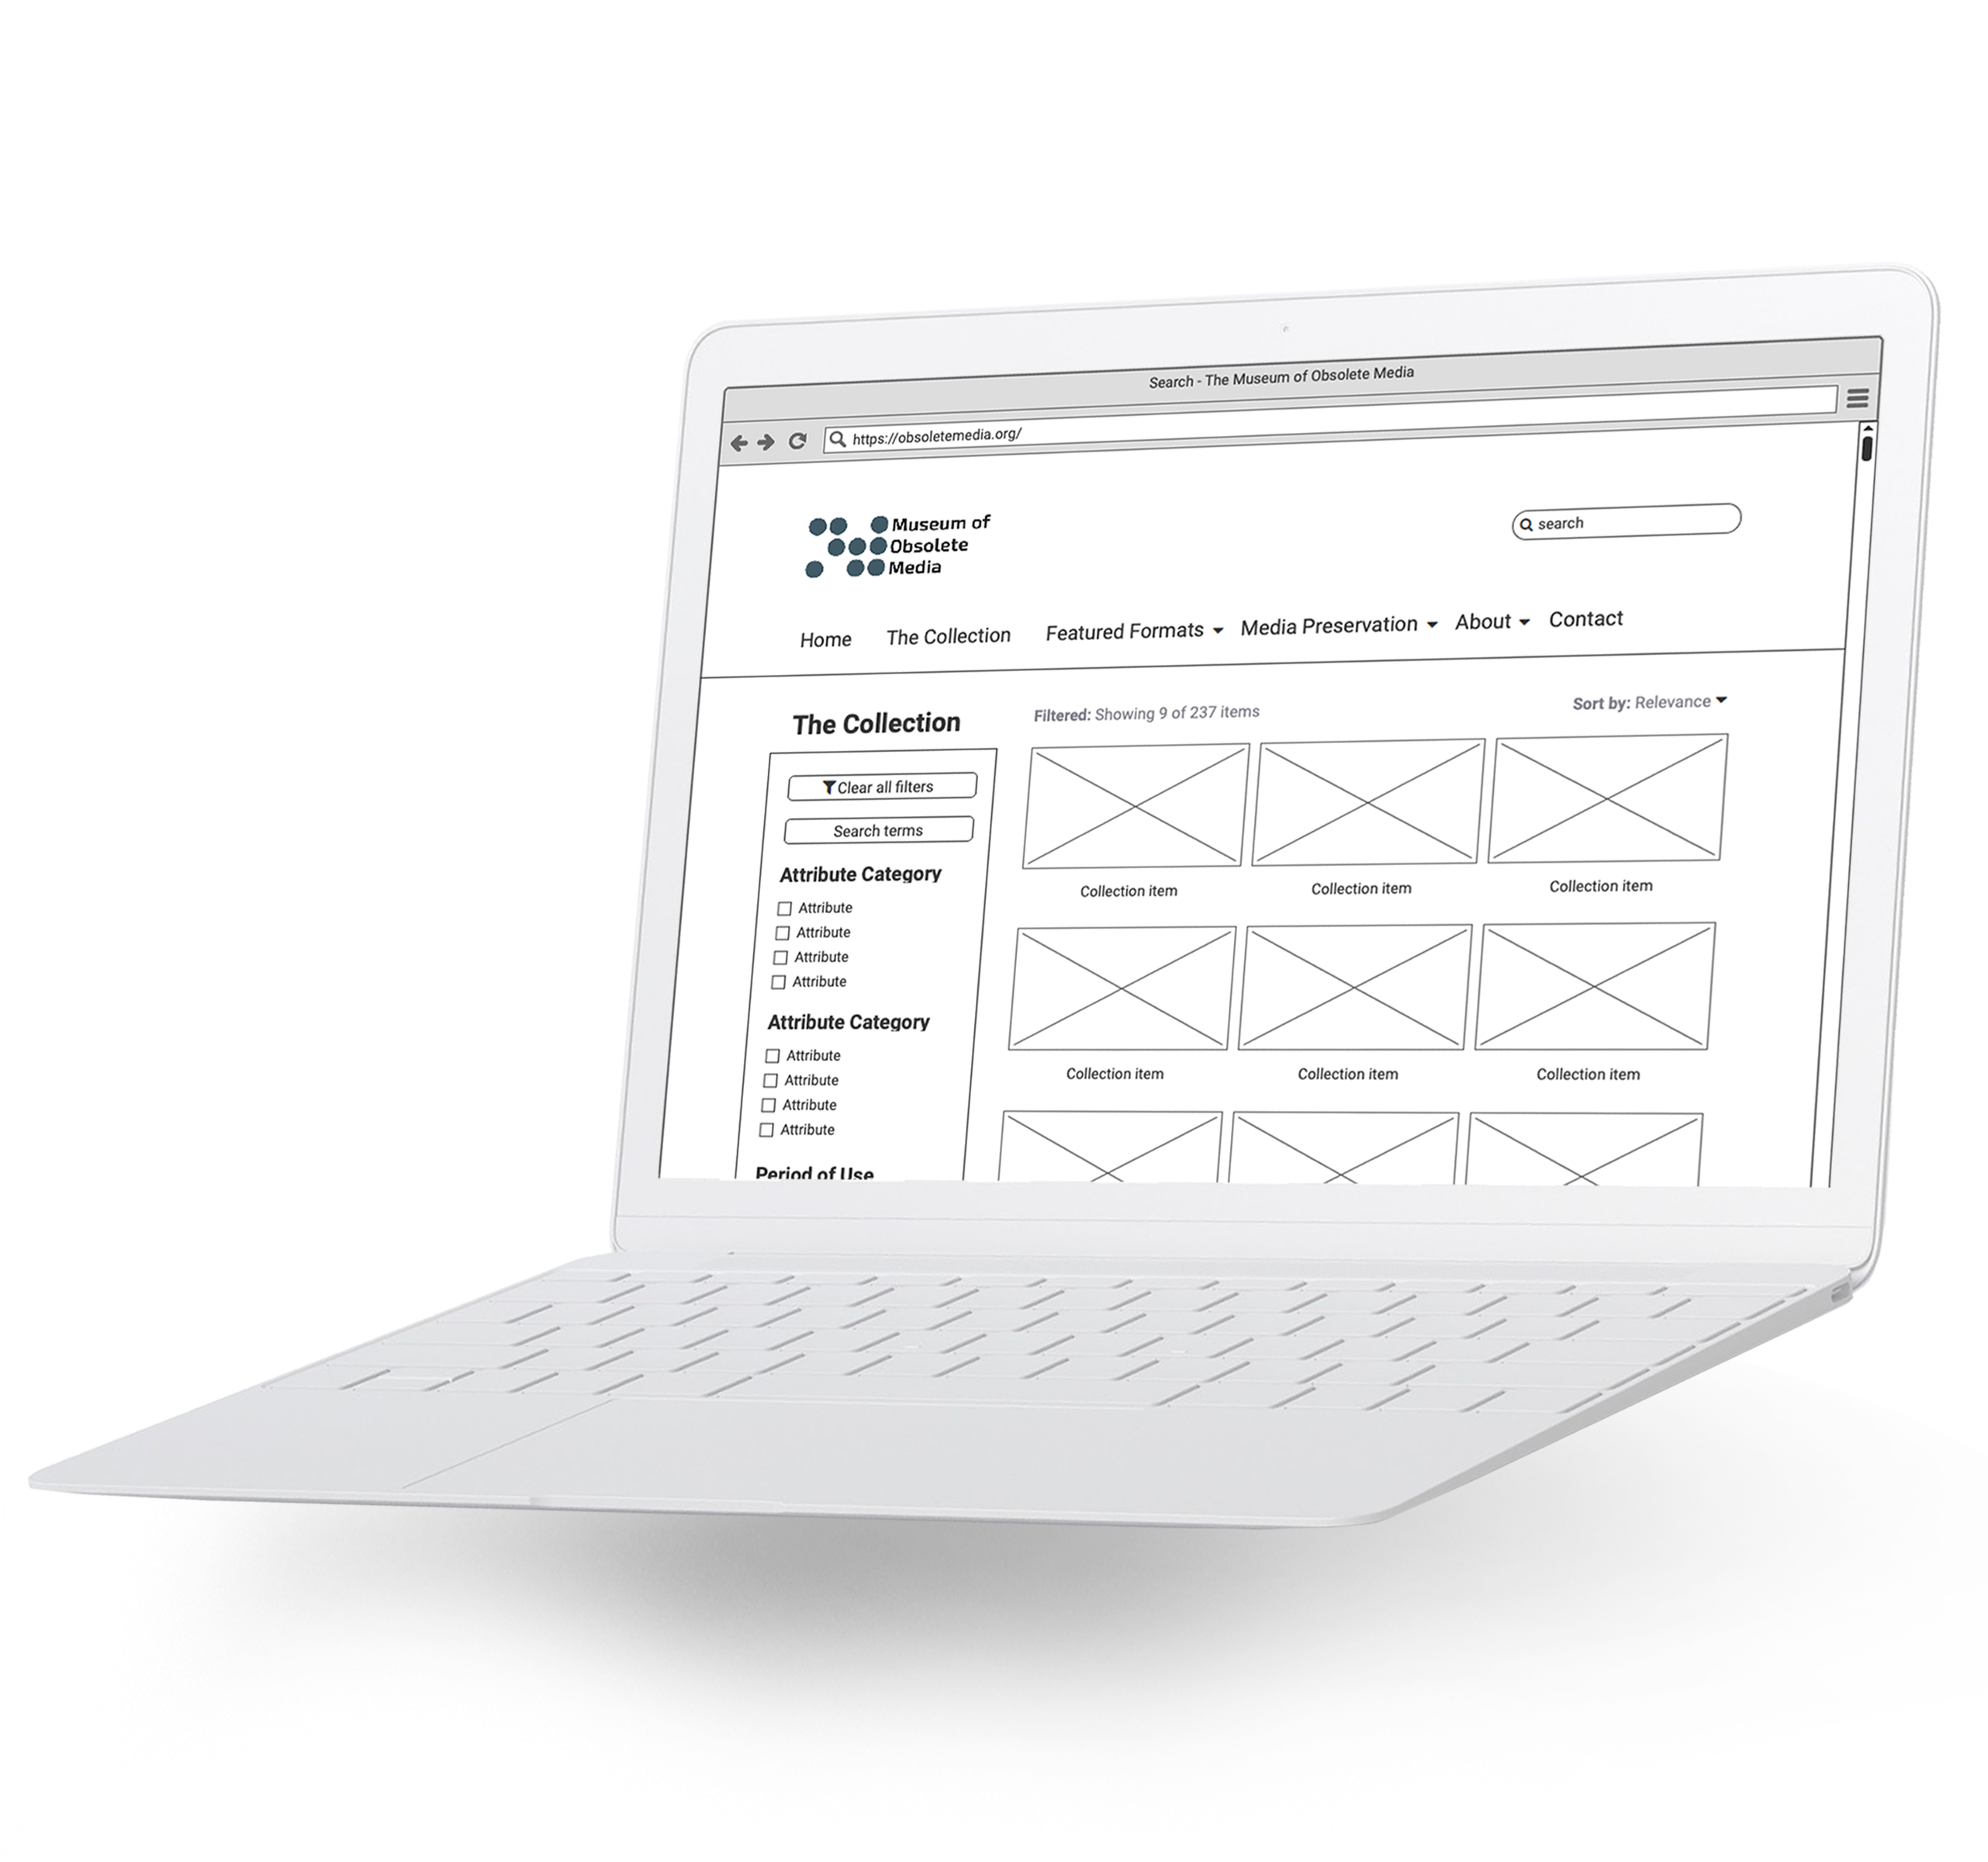 Search - The Museum of Obsolete Media
https://obsoletemedia.org/
Museum of
Obsolete
Media
search
Home The Collection Featured Formats Media Preservation About Contact
The Collection
Filtered: Showing 9 of 237 items
Sort by: Relevance
Clear all filters
Search terms
Attribute Category
Attribute
Attribute
Attribute
Attribute
Attribute Category
Attribute
Attribute
Attribute
Attribute
Period of Use
Collection item Collection item Collection item
Collection item Collection item Collection item